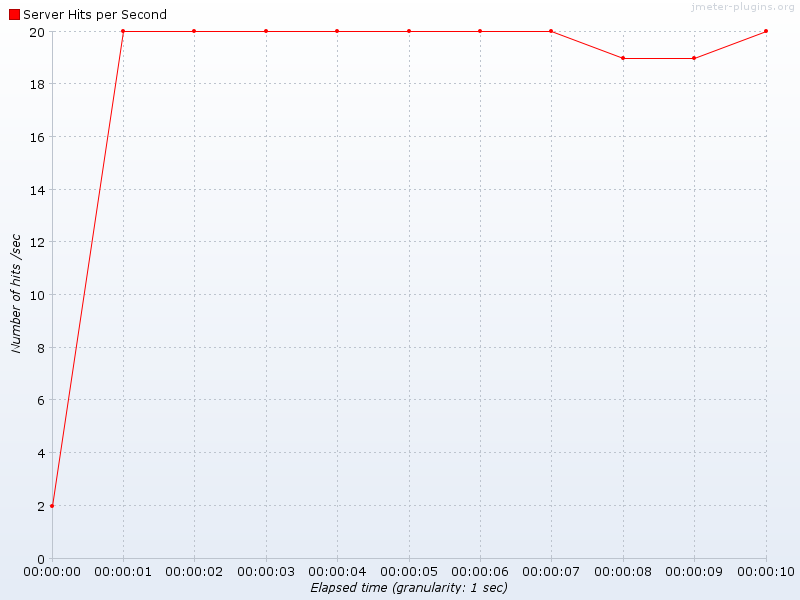 jmeter-plugins.org
Server Hits per Second
20
18
16
14
12
10
8
6
4
2
0
Number of hits /sec
00:00:00 00:00:01 00:00:02 00:00:03 00:00:04 00:00:05 00:00:06 00:00:07 00:00:08 00:00:09 00:00:10
Elapsed time (granularity: 1 sec)